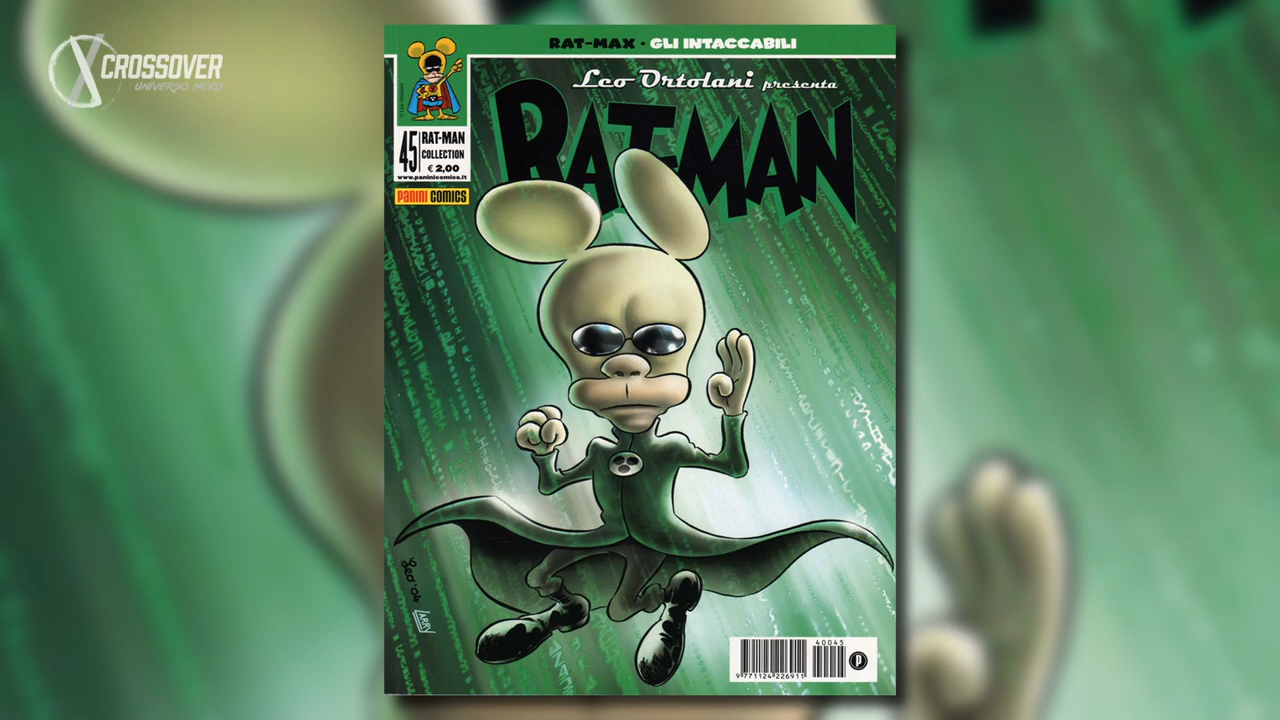 CROSSOVER
UNIVERSO NERD
RAT-MAX • GLI INTACCABILI
Leo Ortolani presenta
RAT-MAN
45
RAT-MAN
COLLECTION
€ 2,00
www.paninicomics.it
PANINI COMICS
Leo '04
LARRY
40045
9 771124 226911
P